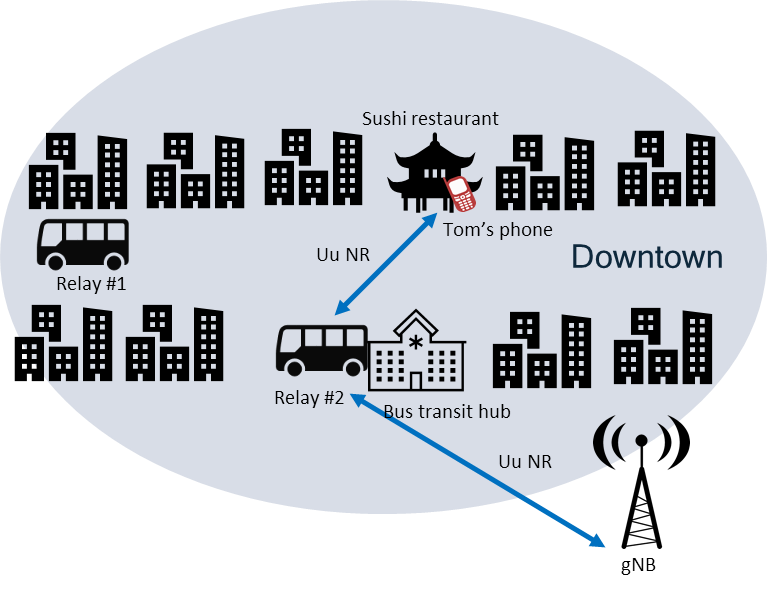 Sushi restaurant
Tom’s phone
Uu NR
Downtown
Relay #1
Relay #2
Bus transit hub
Uu NR
gNB